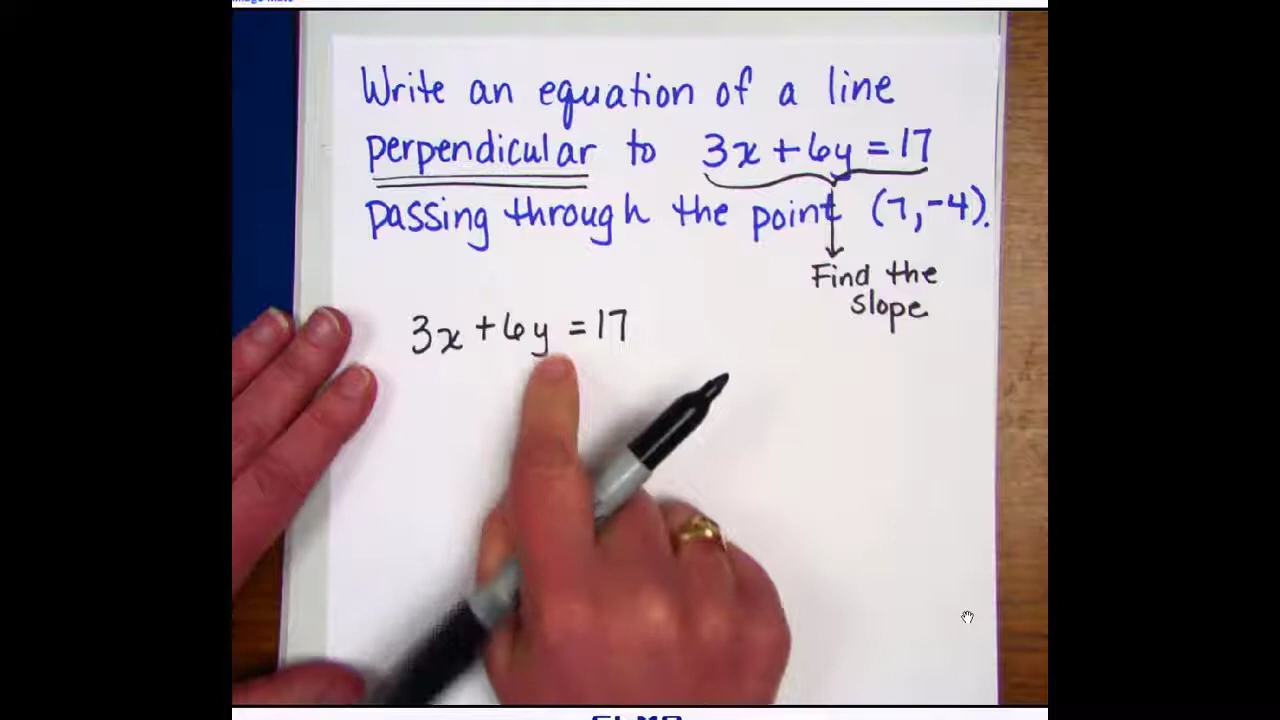 Write an equation of a line
perpendicular to 3x + 6y = 17
passing through the point (7, -4).
Find the
slope
3x + 6y = 17